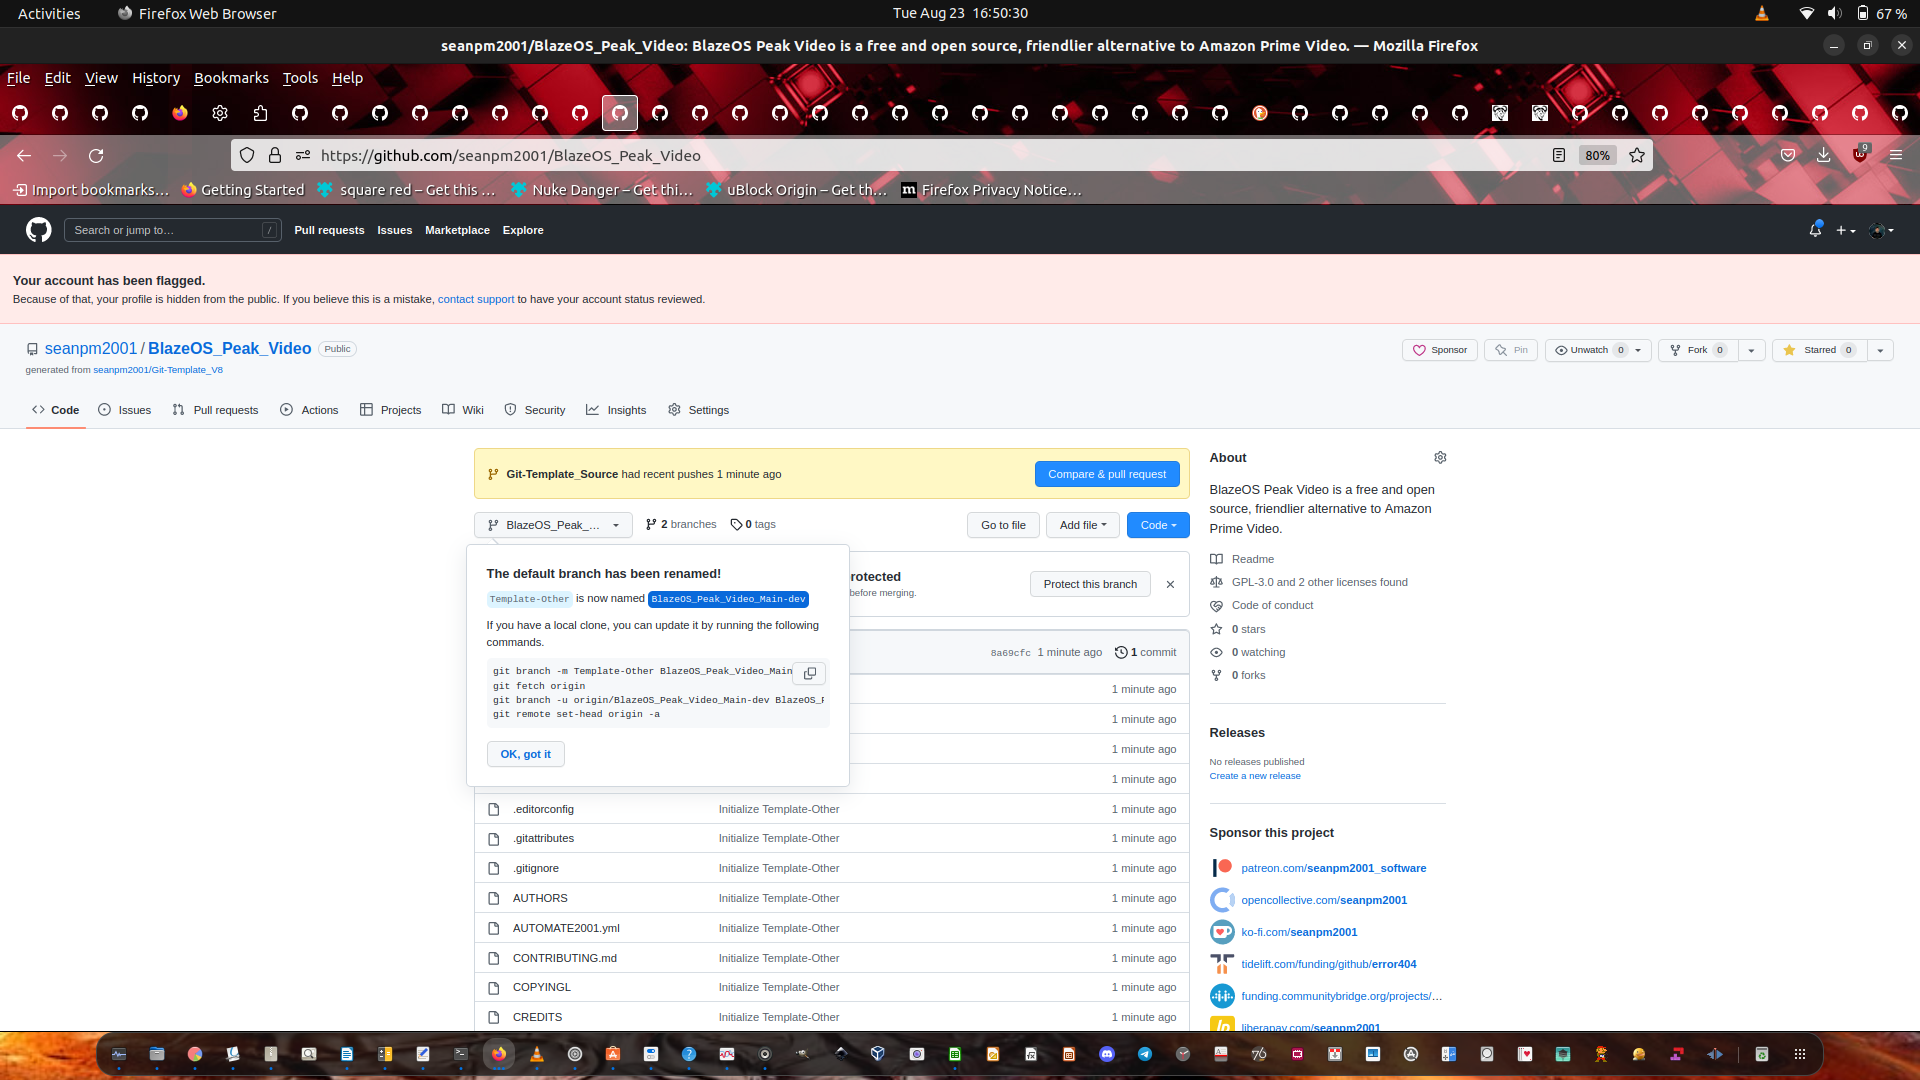 Activities
Firefox Web Browser
Tue Aug 23 16:50:30
67 %
seanpm2001/BlazeOS_Peak_Video: BlazeOS Peak Video is a free and open source, friendlier alternative to Amazon Prime Video. — Mozilla Firefox
File Edit View History Bookmarks Tools Help
https://github.com/seanpm2001/BlazeOS_Peak_Video
80%
9
Import bookmarks…
Getting Started
square red – Get this …
Nuke Danger – Get thi…
uBlock Origin – Get th…
Firefox Privacy Notice…
Search or jump to…
/
Pull requests Issues Marketplace Explore
Your account has been flagged.
Because of that, your profile is hidden from the public. If you believe this is a mistake, contact support to have your account status reviewed.
seanpm2001 / BlazeOS_Peak_Video Public
generated from seanpm2001/Git-Template_V8
Sponsor
Pin
Unwatch 0
Fork 0
Starred 0
Code
Issues
Pull requests
Actions
Projects
Wiki
Security
Insights
Settings
Git-Template_Source had recent pushes 1 minute ago
Compare & pull request
BlazeOS_Peak_…
2 branches
0 tags
Go to file
Add file
Code
The default branch has been renamed!
Template-Other is now named BlazeOS_Peak_Video_Main-dev
If you have a local clone, you can update it by running the following
commands.
git branch -m Template-Other BlazeOS_Peak_Video_Main
git fetch origin
git branch -u origin/BlazeOS_Peak_Video_Main-dev BlazeOS_P
git remote set-head origin -a
OK, got it
rotected
before merging.
Protect this branch
8a69cfc 1 minute ago
1 commit
1 minute ago
1 minute ago
1 minute ago
1 minute ago
.editorconfig Initialize Template-Other 1 minute ago
.gitattributes Initialize Template-Other 1 minute ago
.gitignore Initialize Template-Other 1 minute ago
AUTHORS Initialize Template-Other 1 minute ago
AUTOMATE2001.yml Initialize Template-Other 1 minute ago
CONTRIBUTING.md Initialize Template-Other 1 minute ago
COPYINGL Initialize Template-Other 1 minute ago
CREDITS Initialize Template-Other 1 minute ago
About
BlazeOS Peak Video is a free and open
source, friendlier alternative to Amazon
Prime Video.
Readme
GPL-3.0 and 2 other licenses found
Code of conduct
0 stars
0 watching
0 forks
Releases
No releases published
Create a new release
Sponsor this project
patreon.com/seanpm2001_software
opencollective.com/seanpm2001
ko-fi.com/seanpm2001
tidelift.com/funding/github/error404
funding.communitybridge.org/projects/…
liberapay.com/seanpm2001